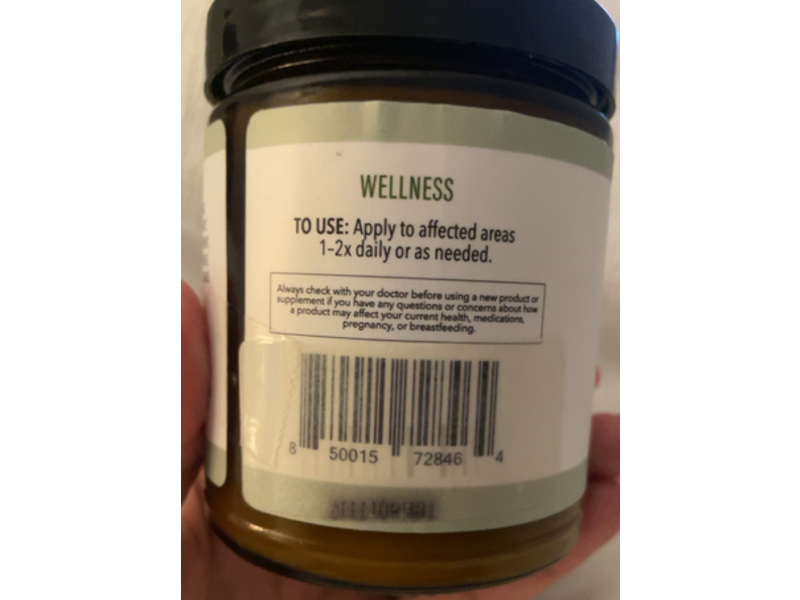 WELLNESS
TO USE: Apply to affected areas
1-2x daily or as needed.
Always check with your doctor before using a new product or
supplement if you have any questions or concerns about how
a product may affect your current health, medications,
pregnancy, or breastfeeding.
8 50015 72846 4